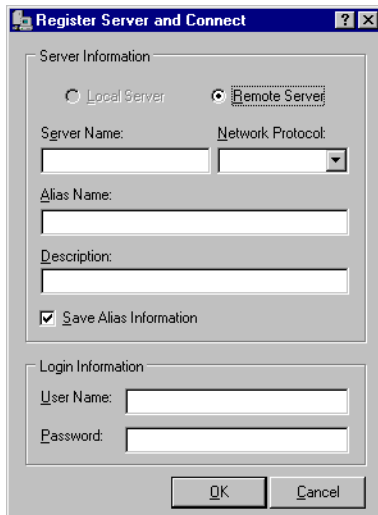 Register Server and Connect
Server Information
Local Server Remote Server
Server Name: Network Protocol:
Alias Name:
Description:
Save Alias Information
Login Information
User Name:
Password:
OK Cancel